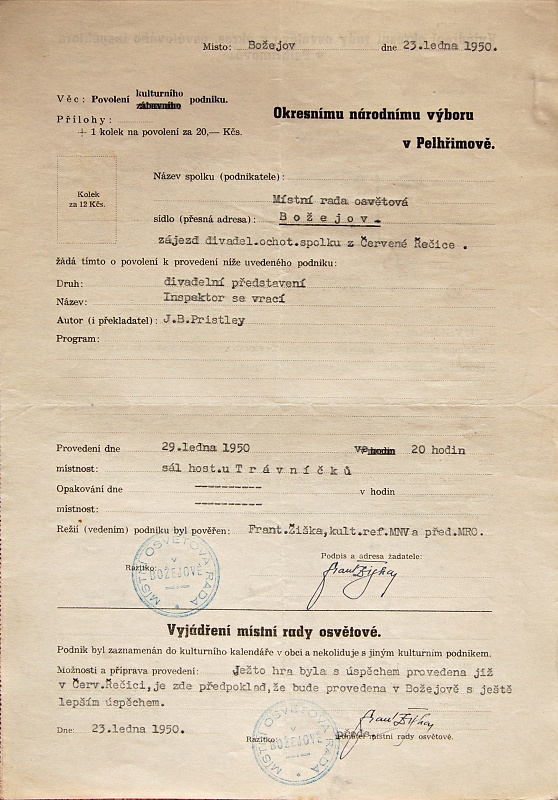 Místo: Božejov dne 23.ledna 1950.
Věc: Povolení kulturního
zábavního podniku.
Přílohy:
+ 1 kolek na povolení za 20,— Kčs.
Okresnímu národnímu výboru
v Pelhřimově.
Kolek
za 12 Kčs.
Název spolku (podnikatele):
Místní rada osvětová
sídlo (přesná adresa): Božejov.
zájezd divadel.ochot.spolku z Červené Řečice.
žádá tímto o povolení k provedení níže uvedeného podniku:
Druh: divadelní představení
Název: Inspektor se vrací
Autor (i překladatel): J.B.Pristley
Program:
Provedení dne 29.ledna 1950 v hodin 20 hodin
místnost: sál host.u Trávníčků
Opakování dne ---------- v hodin
místnost: ----------
Režií (vedením) podniku byl pověřen: Frant.Žiška,kult.ref.MNV a před.MRO.
Podpis a adresa žadatele:
Razítko:
MÍSTNÍ OSVĚTOVÁ RADA
V
BOŽEJOVĚ
Vyjádření místní rady osvětové.
Podnik byl zaznamenán do kulturního kalendáře v obci a nekoliduje s jiným kulturním podnikem.
Možnosti a příprava provedení: Ježto hra byla s úspěchem provedena již
v Červ.Řečici,je zde předpoklad,že bude provedena v Božejově s ještě
lepším úspěchem.
Dne: 23.ledna 1950.
Razítko:
MÍSTNÍ OSVĚTOVÁ RADA
V
BOŽEJOVĚ
místní rady osvětové.